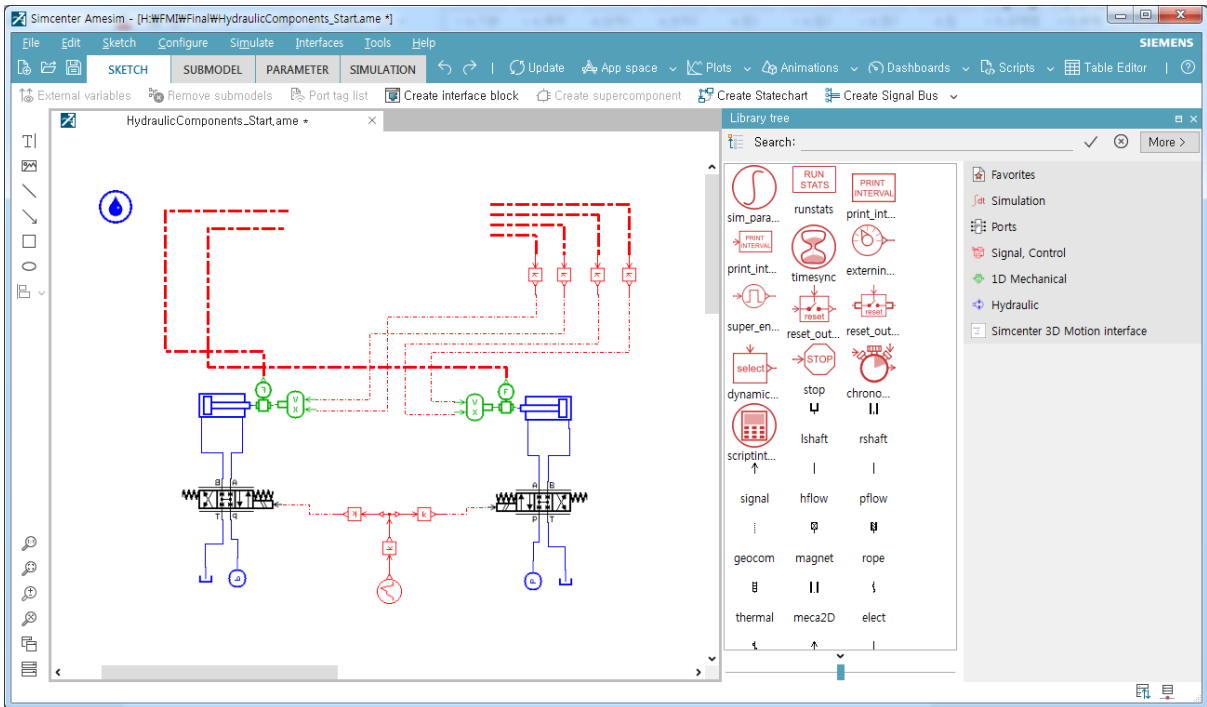 Simcenter Amesim - [H:₩FMI₩Final₩HydraulicComponents_Start.ame *]
File Edit Sketch Configure Simulate Interfaces Tools Help
SIEMENS
SKETCH SUBMODEL PARAMETER SIMULATION Update App space Plots Animations Dashboards Scripts Table Editor
External variables Remove submodels Port tag list Create interface block Create supercomponent Create Statechart Create Signal Bus
HydraulicComponents_Start.ame *
Library tree
Search:
More >
RUN STATS
PRINT INTERVAL
sim_para... runstats print_int...
PRINT INTERVAL
print_int... timesync externin...
reset
reset
super_en... reset_out... reset_out...
select
STOP
dynamic... stop chrono...
lshaft rshaft
scriptint...
signal hflow pflow
geocom magnet rope
thermal meca2D elect
Favorites
Simulation
Ports
Signal, Control
1D Mechanical
Hydraulic
Simcenter 3D Motion interface
F
F
V
X
V
X
B A
A B
T P
P T
k
k
k
P
P